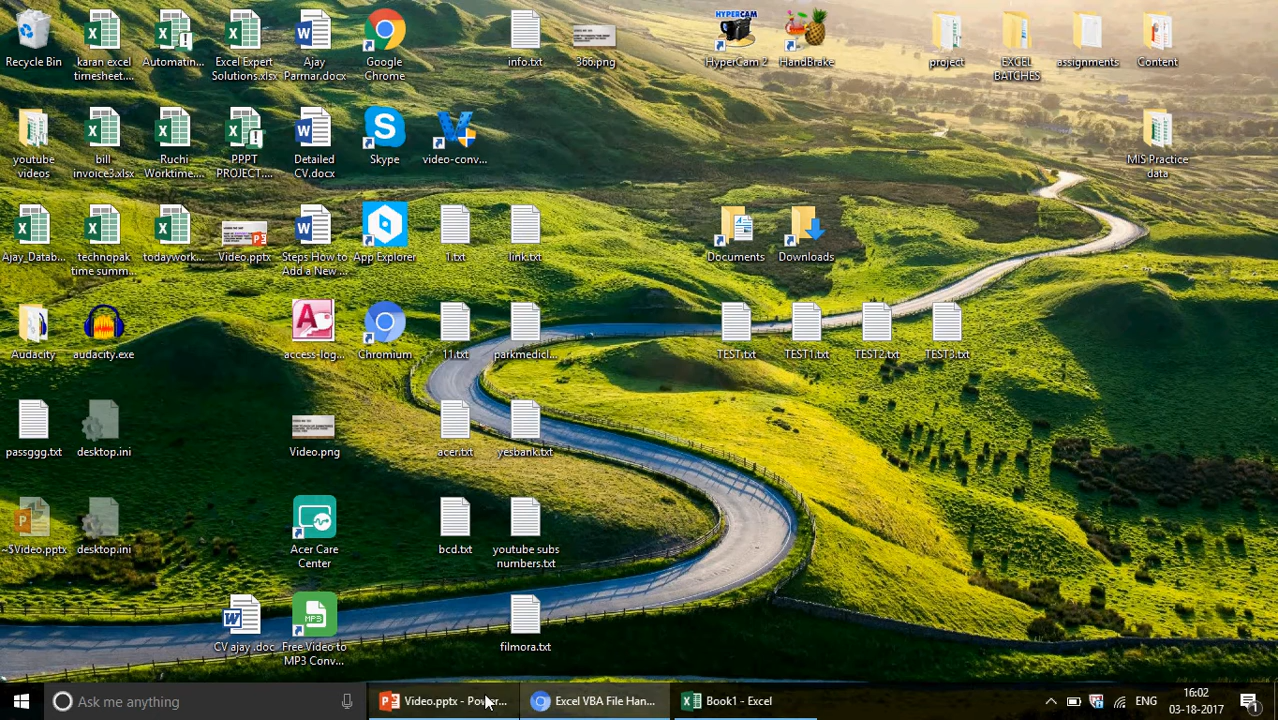 Recycle Bin
karan excel
timesheet....
Automatin...
Excel Expert
Solutions.xlsx
Ajay
Parmar.docx
Google
Chrome
info.txt
366.png
HYPERCAM
HyperCam 2
HandBrake
project
EXCEL
BATCHES
assignments
Content
youtube
videos
bill
invoice3.xlsx
Ruchi
Worktime....
PPPT
PROJECT....
Detailed
CV.docx
Skype
video-conv...
MIS Practice
data
Ajay_Datab...
technopak
time summ...
todaywork...
Video.pptx
Steps How to
Add a New ...
App Explorer
1.txt
link.txt
Documents
Downloads
Audacity
audacity.exe
access-log...
Chromium
11.txt
parkmedicl...
TEST.txt
TEST1.txt
TEST2.txt
TEST3.txt
passggg.txt
desktop.ini
Video.png
acer.txt
yesbank.txt
~$Video.pptx
desktop.ini
Acer Care
Center
bcd.txt
youtube subs
numbers.txt
CV ajay .doc
MP3
Free Video to
MP3 Conv...
filmora.txt
Ask me anything
Video.pptx - Power...
Excel VBA File Han...
Book1 - Excel
ENG
16:02
03-18-2017
1